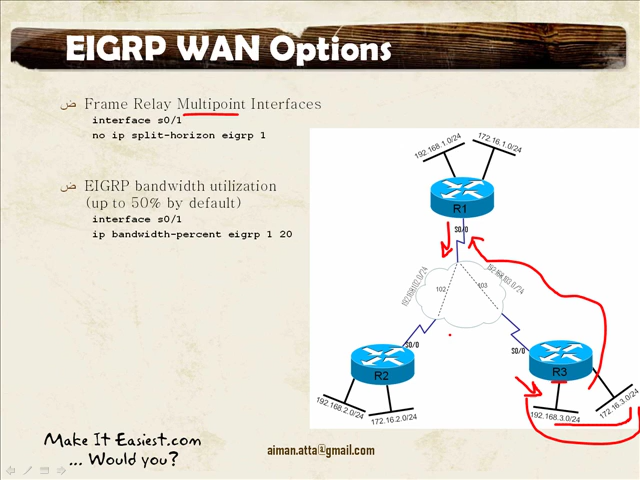 EIGRP WAN Options
ض Frame Relay Multipoint Interfaces
interface s0/1
no ip split-horizon eigrp 1
ض EIGRP bandwidth utilization
(up to 50% by default)
interface s0/1
ip bandwidth-percent eigrp 1 20
192.168.1.0/24
172.16.1.0/24
R1
S0/0
192.168.102.0/24
192.168.103.0/24
102
103
S0/0
S0/0
R2
R3
192.168.2.0/24
172.16.2.0/24
192.168.3.0/24
172.16.3.0/24
Make It Easiest.com
... Would you?
aiman.atta@gmail.com